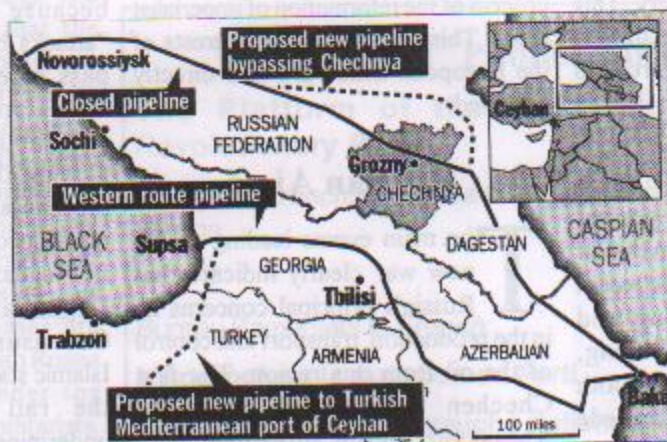 because
Proposed new pipeline
bypassing Chechnya
Novorossiysk
Closed pipeline
Ceyhan
Sochi
RUSSIAN
FEDERATION
Grozny
CHECHNYA
Western route pipeline
BLACK
SEA
Supsa
DAGESTAN
CASPIAN
SEA
GEORGIA
Tbilisi
Trabzon
TURKEY
ARMENIA
AZERBAIJAN
Proposed new pipeline to Turkish
Mediterranean port of Ceyhan
100 miles